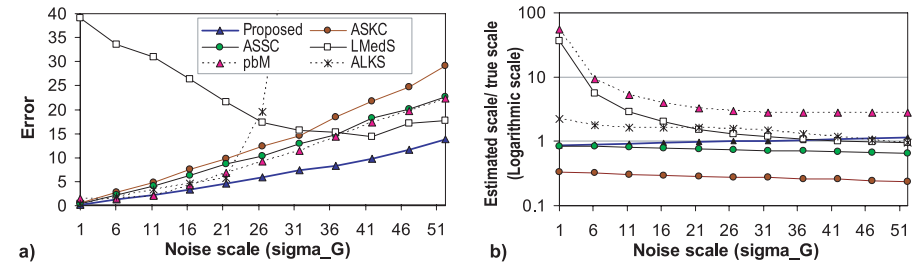 40
35
30
25
20
15
10
5
0
Error
Proposed
ASKC
ASSC
LMedS
pbM
ALKS
1 6 11 16 21 26 31 36 41 46 51
Noise scale (sigma_G)
a)
Estimated scale/ true scale
(Logarithmic scale)
100
10
1
0.1
1 6 11 16 21 26 31 36 41 47 51
Noise scale (sigma_G)
b)